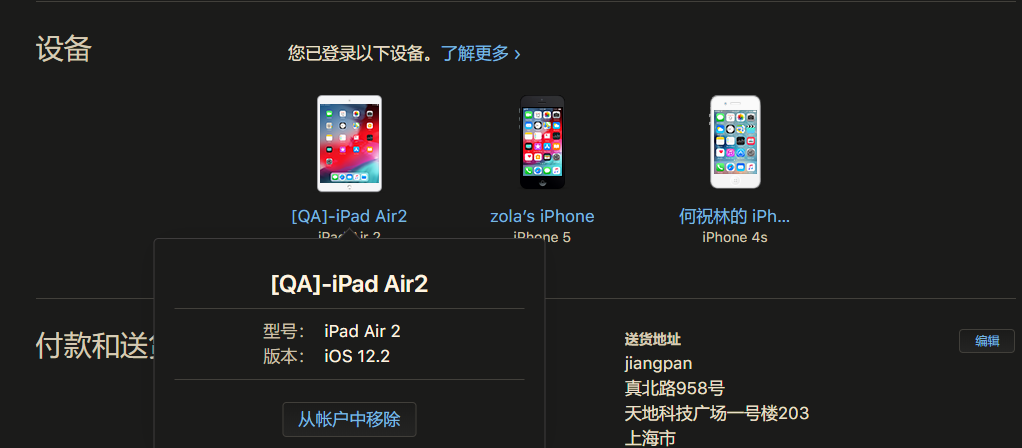 设备
您已登录以下设备。了解更多 ›
[QA]-iPad Air2
iPad Air 2
zola’s iPhone
iPhone 5
何祝林的 iPh...
iPhone 4s
[QA]-iPad Air2
型号: iPad Air 2
版本: iOS 12.2
从帐户中移除
付款和送货
送货地址
编辑
jiangpan
真北路958号
天地科技广场一号楼203
上海市